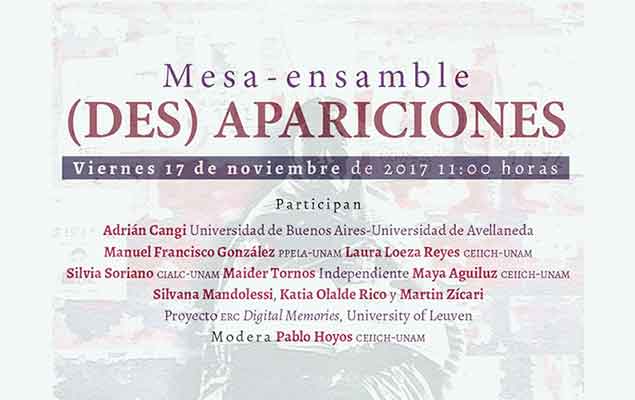 Mesa-ensamble
(DES) APARICIONES
Viernes 17 de noviembre de 2017 11:00 horas
Participan
Adrián Cangi Universidad de Buenos Aires-Universidad de Avellaneda
Manuel Francisco González PPELA-UNAM Laura Loeza Reyes CEIICH-UNAM
Silvia Soriano CIALC-UNAM Maider Tornos Independiente Maya Aguiluz CEIICH-UNAM
Silvana Mandolessi, Katia Olalde Rico y Martin Zícari
Proyecto ERC Digital Memories, University of Leuven
Modera Pablo Hoyos CEIICH-UNAM